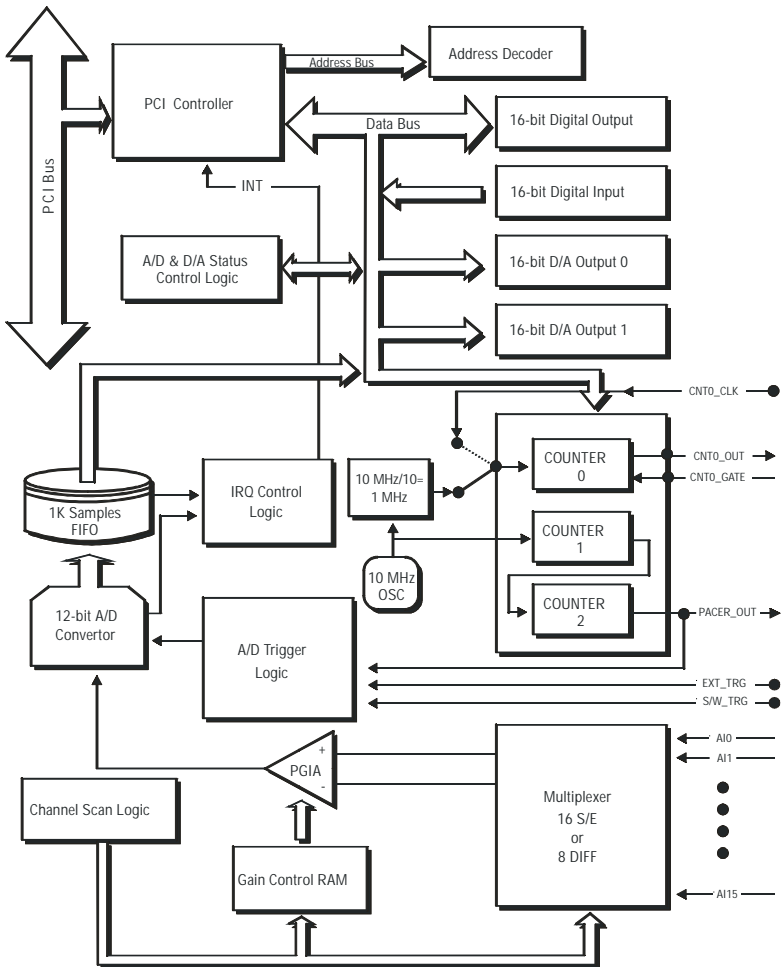 Address Bus
Address Decoder
PCI Controller
PCI Bus
Data Bus
16-bit Digital Output
INT
16-bit Digital Input
A/D & D/A Status
Control Logic
16-bit D/A Output 0
16-bit D/A Output 1
CNT0_CLK
COUNTER
0
CNT0_OUT
CNT0_GATE
10 MHz/10=
1 MHz
IRQ Control
Logic
1K Samples
FIFO
COUNTER
1
10 MHz
OSC
COUNTER
2
PACER_OUT
12-bit A/D
Convertor
A/D Trigger
Logic
EXT_TRG
S/W_TRG
AI0
AI1
+
PGIA
-
Multiplexer
16 S/E
or
8 DIFF
Channel Scan Logic
Gain Control RAM
AI15